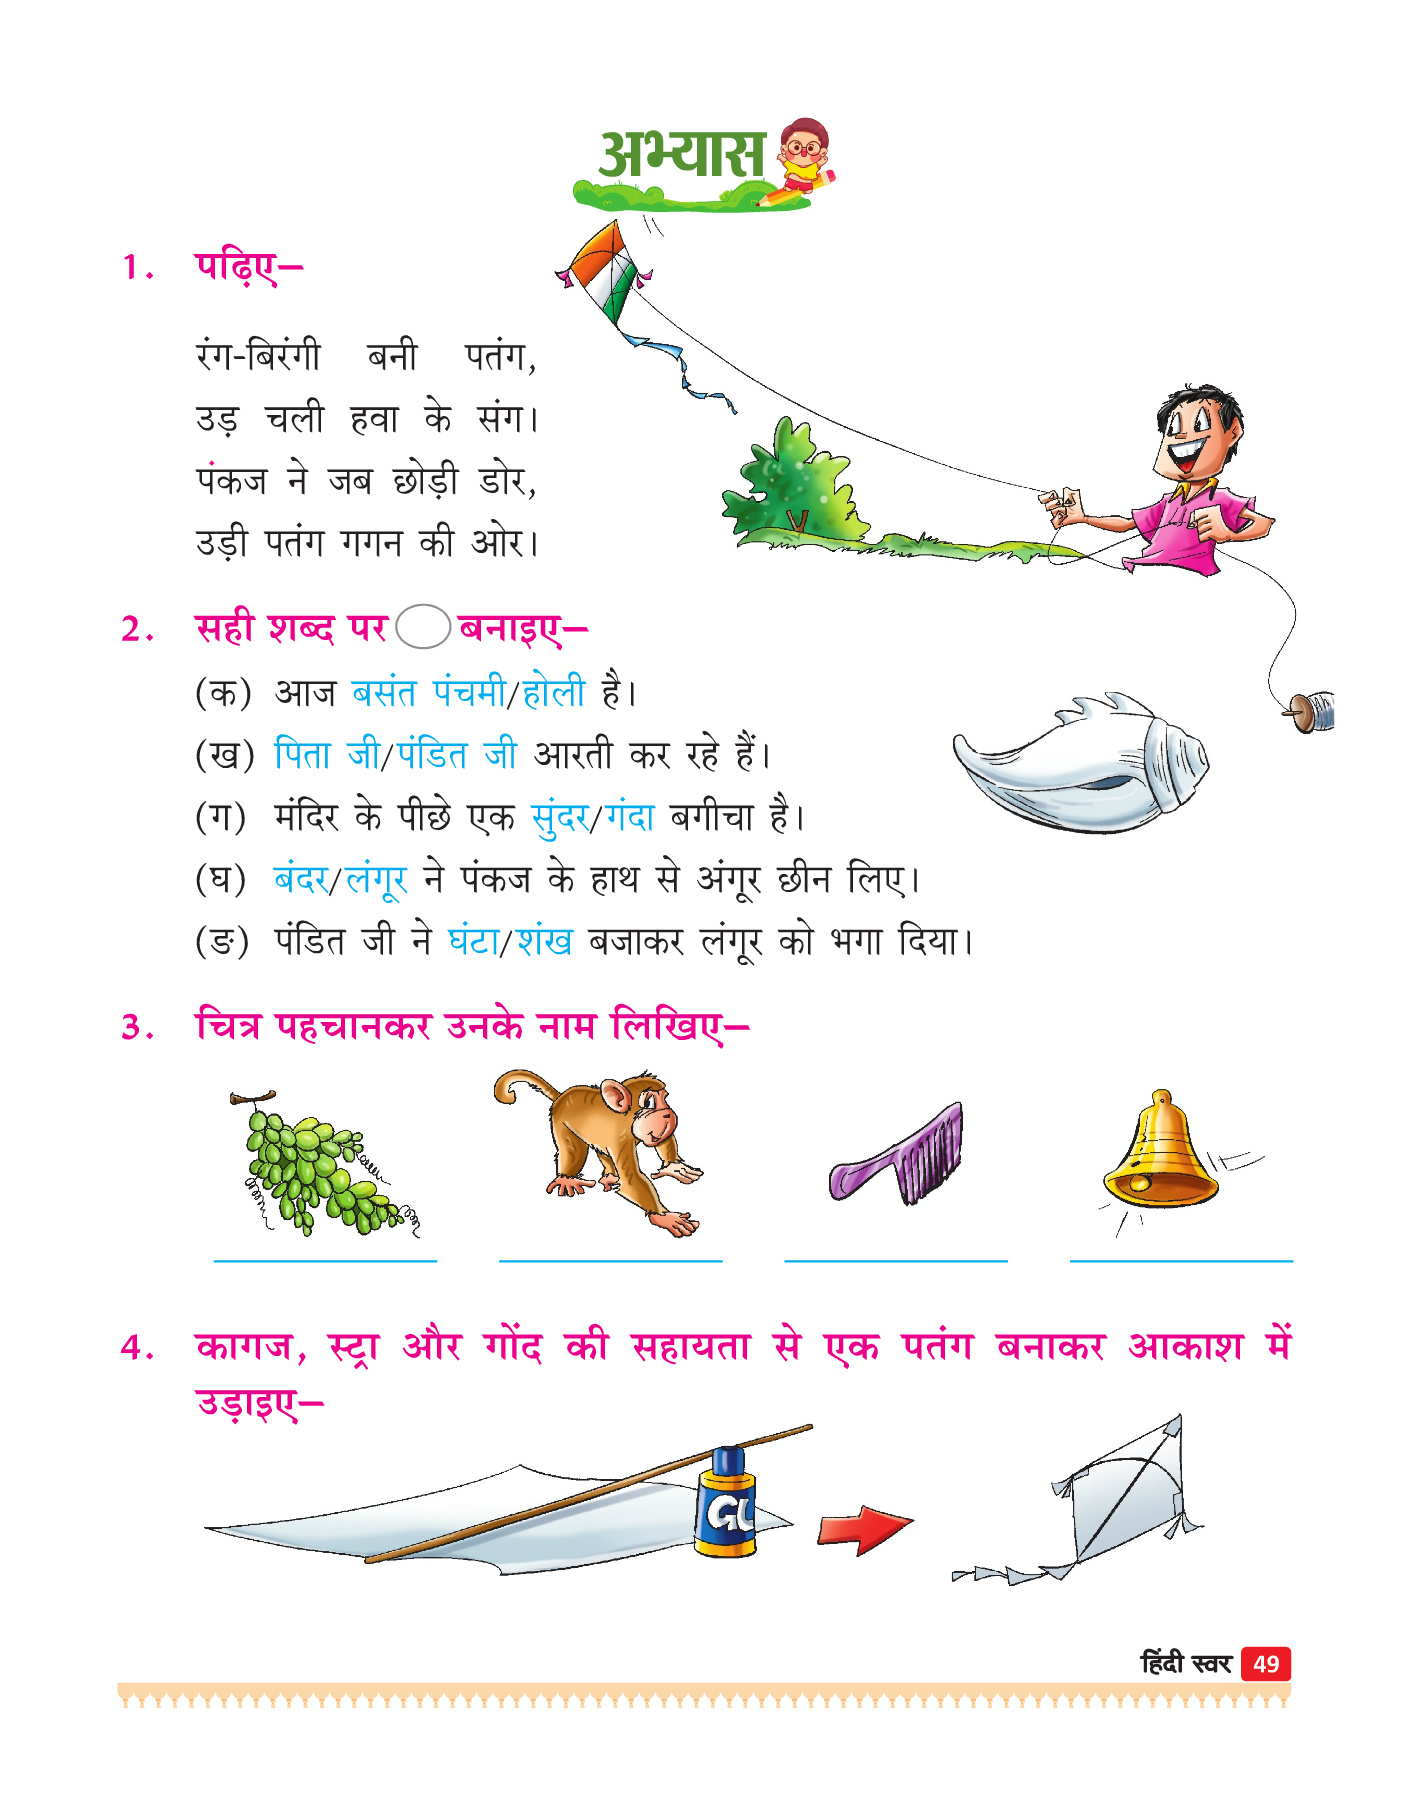 अभ्यास
1. पढ़िए–
रंग-बिरंगी बनी पतंग,
उड़ चली हवा के संग।
पंकज ने जब छोड़ी डोर,
उड़ी पतंग गगन की ओर।
2. सही शब्द पर बनाइए–
(क) आज बसंत पंचमी/होली है।
(ख) पिता जी/पंडित जी आरती कर रहे हैं।
(ग) मंदिर के पीछे एक सुंदर/गंदा बगीचा है।
(घ) बंदर/लंगूर ने पंकज के हाथ से अंगूर छीन लिए।
(ङ) पंडित जी ने घंटा/शंख बजाकर लंगूर को भगा दिया।
3. चित्र पहचानकर उनके नाम लिखिए–
4. कागज, स्ट्रा और गोंद की सहायता से एक पतंग बनाकर आकाश में
उड़ाइए–
GL
हिंदी स्वर 49